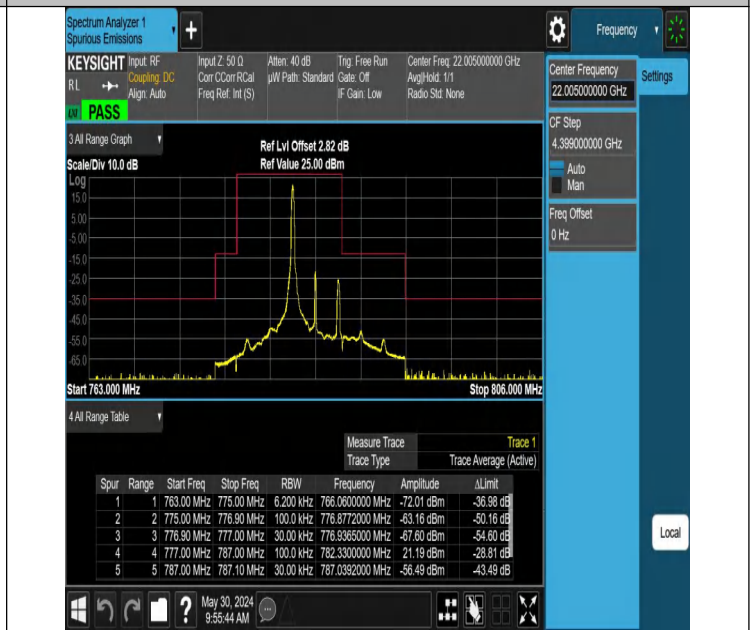 Spectrum Analyzer 1
Spurious Emissions
+
Frequency
KEYSIGHT
RL
Input: RF
Coupling: DC
Align: Auto
Input Z: 50 Ω
Corr CCorr RCal
Freq Ref: Int (S)
Atten: 40 dB
µW Path: Standard
Trig: Free Run
Gate: Off
IF Gain: Low
Center Freq: 22.005000000 GHz
Avg|Hold: 1/1
Radio Std: None
PASS
Center Frequency
22.005000000 GHz
Settings
CF Step
4.399000000 GHz
Auto
Man
Freq Offset
0 Hz
3 All Range Graph
Scale/Div 10.0 dB
Ref Lvl Offset 2.82 dB
Ref Value 25.00 dBm
Log
15.0
5.00
-5.00
-15.0
-25.0
-35.0
-45.0
-55.0
-65.0
Start 763.000 MHz
Stop 806.000 MHz
4 All Range Table
Measure Trace Trace 1
Trace Type Trace Average (Active)
Spur Range Start Freq Stop Freq RBW Frequency Amplitude ΔLimit
1 1 763.00 MHz 775.00 MHz 6.200 kHz 766.0600000 MHz -72.01 dBm -36.98 dB
2 2 775.00 MHz 776.90 MHz 100.0 kHz 776.8772000 MHz -63.16 dBm -50.16 dB
3 3 776.90 MHz 777.00 MHz 30.00 kHz 776.9365000 MHz -67.60 dBm -54.60 dB
4 4 777.00 MHz 787.00 MHz 100.0 kHz 782.3300000 MHz 21.19 dBm -28.81 dB
5 5 787.00 MHz 787.10 MHz 30.00 kHz 787.0392000 MHz -56.49 dBm -43.49 dB
Local
?
May 30, 2024
9:55:44 AM